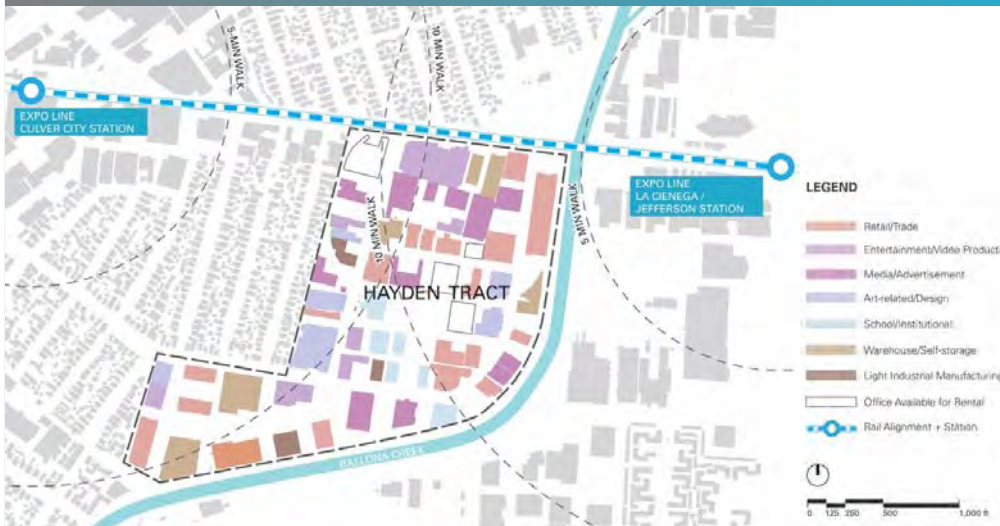 5-MIN WALK
10 MIN WALK
EXPO LINE
CULVER CITY STATION
EXPO LINE
LA CIENEGA /
JEFFERSON STATION
5 MIN WALK
10 MIN WALK
HAYDEN TRACT
BALLONA CREEK
LEGEND
Retail/Trade
Entertainment/Video Producti
Media/Advertisement
Art-related/Design
School/Institutional
Warehouse/Self-storage
Light Industrial Manufacturing
Office Available for Rental
Rail Alignment + Station
0 125 250 500 1,000 ft